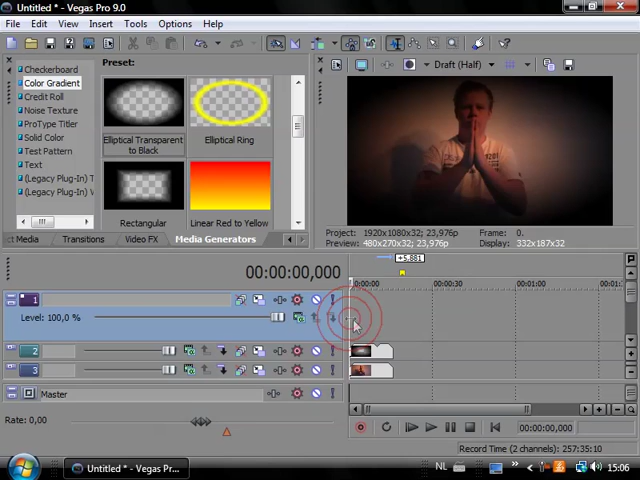 Untitled * - Vegas Pro 9.0
File Edit View Insert Tools Options Help
Checkerboard
Color Gradient
Credit Roll
Noise Texture
ProType Titler
Solid Color
Test Pattern
Text
(Legacy Plug-In) T
(Legacy Plug-In)
Preset:
Elliptical Transparent to Black
Elliptical Ring
Rectangular
Linear Red to Yellow
Draft (Half)
Project: 1920x1080x32; 23,976p Frame: 0.
Preview: 480x270x32; 23,976p Display: 332x187x32
ct Media Transitions Video FX Media Generators
+5.881
00:00:00,000
00:00:00 00:00:30 00:01:00 00:01:
1
Level: 100,0 %
2
3
Master
Rate: 0,00
00:00:00,000
Record Time (2 channels): 257:35:10
Untitled * - Vegas Pr...
NL
15:06